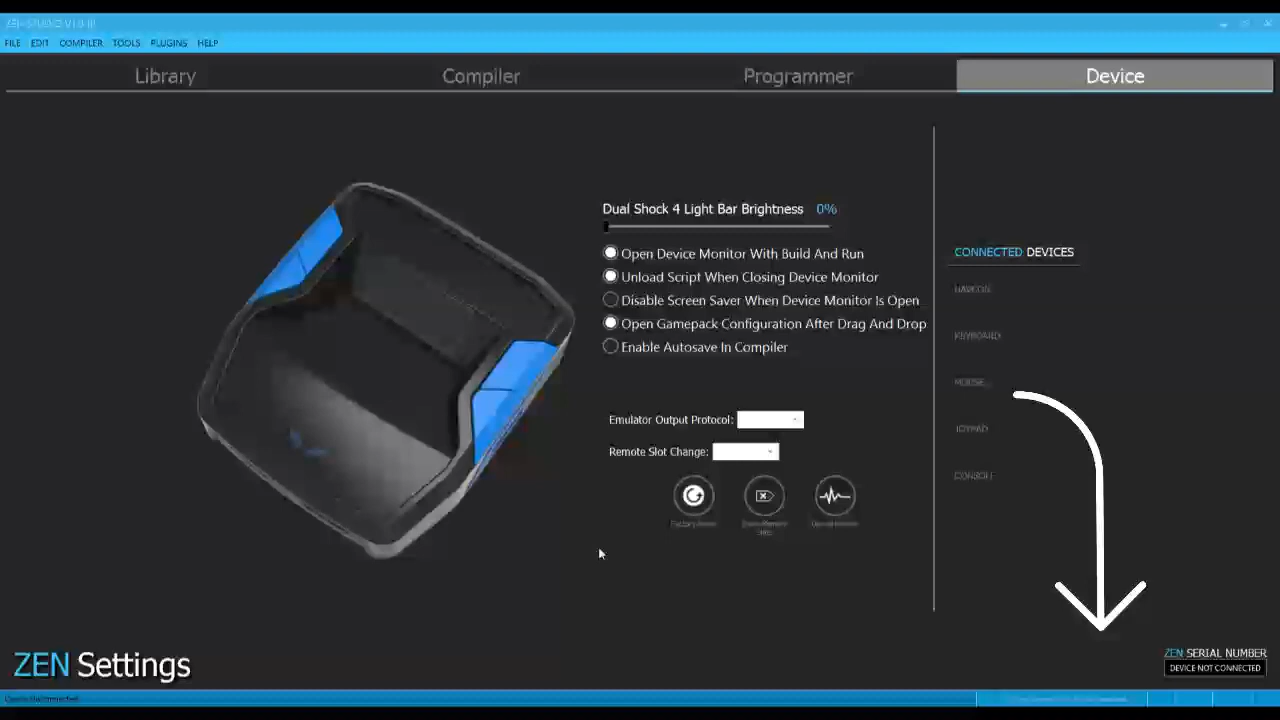 FILE EDIT COMPILER TOOLS PLUGINS HELP
Library Compiler Programmer Device
Dual Shock 4 Light Bar Brightness 0%
Open Device Monitor With Build And Run
Unload Script When Closing Device Monitor
Disable Screen Saver When Device Monitor Is Open
Open Gamepack Configuration After Drag And Drop
Enable Autosave In Compiler
Emulator Output Protocol:
Remote Slot Change:
CONNECTED DEVICES
KEYBOARD
MOUSE
CONSOLE
ZEN Settings
ZEN SERIAL NUMBER
DEVICE NOT CONNECTED